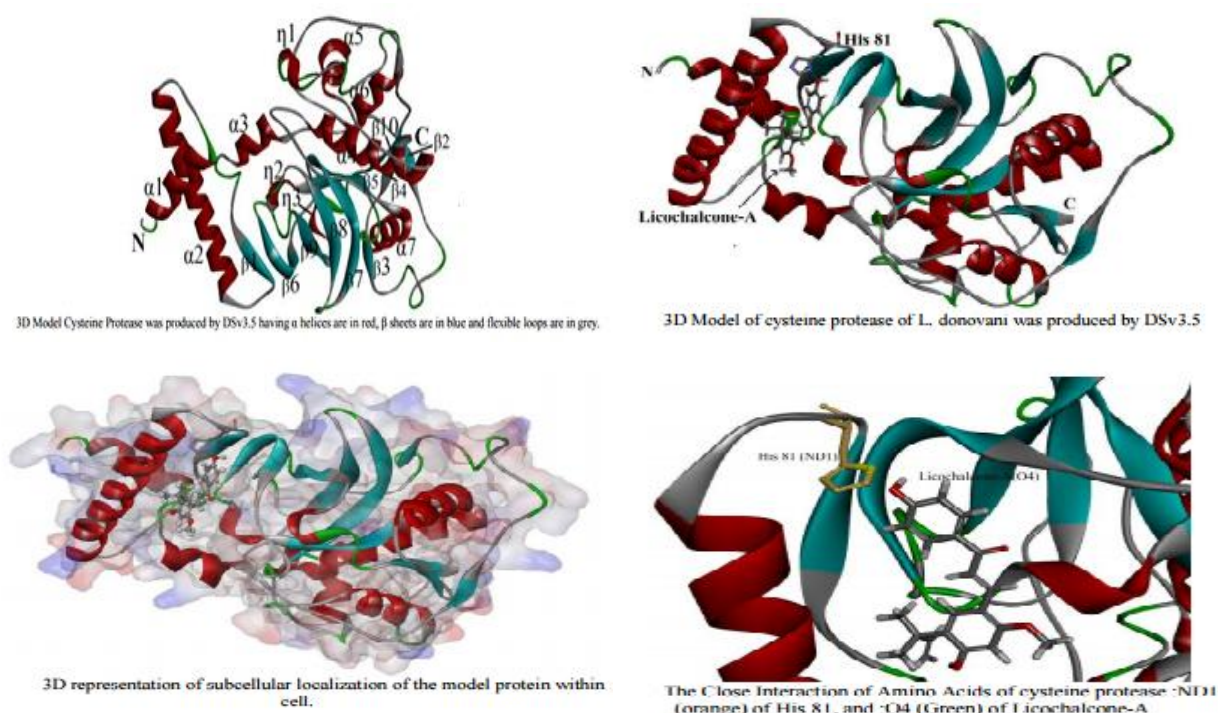 η1
α5
α6
α3
β10
C
β2
α4
η2
β5
β4
α1
η3
N
β8
α7
α2
β1
β9
β3
β6
β7
3D Model Cysteine Protease was produced by DSv3.5 having α helices are in red, β sheets are in blue and flexible loops are in grey.
His 81
N
Licochalcone-A
C
3D Model of cysteine protease of L. donovani was produced by DSv3.5
3D representation of subcellular localization of the model protein within
cell.
His 81 (ND1)
(O4)
The Close Interaction of Amino Acids of cysteine protease :ND1
(orange) of His 81, and :O4 (Green) of Licochalcone-A